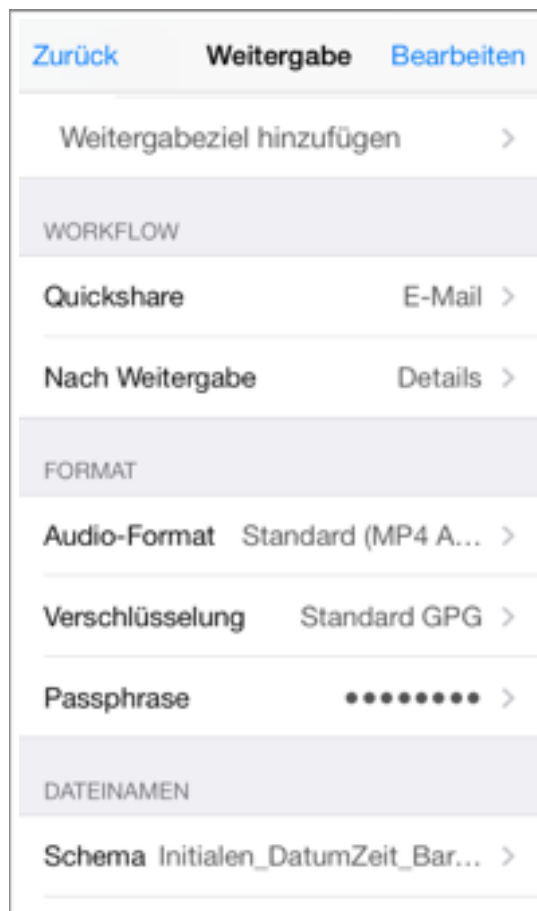 Zurück Weitergabe Bearbeiten
Weitergabeziel hinzufügen
WORKFLOW
Quickshare E-Mail
Nach Weitergabe Details
FORMAT
Audio-Format Standard (MP4 A...
Verschlüsselung Standard GPG
Passphrase ••••••••
DATEINAMEN
Schema Initialen_DatumZeit_Bar...